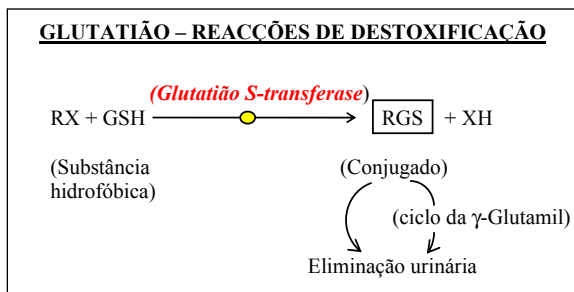 GLUTATIÃO – REACÇÕES DE DESTOXIFICAÇÃO
(Glutatião S-transferase)
RX + GSH RGS + XH
(Substância
hidrofóbica)
(Conjugado)
(ciclo da γ-Glutamil)
Eliminação urinária